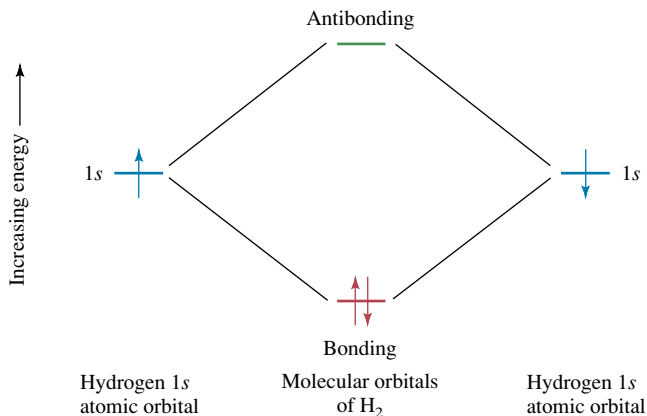 Antibonding
Increasing energy
1s
1s
Bonding
Hydrogen 1s
atomic orbital
Molecular orbitals
of H₂
Hydrogen 1s
atomic orbital